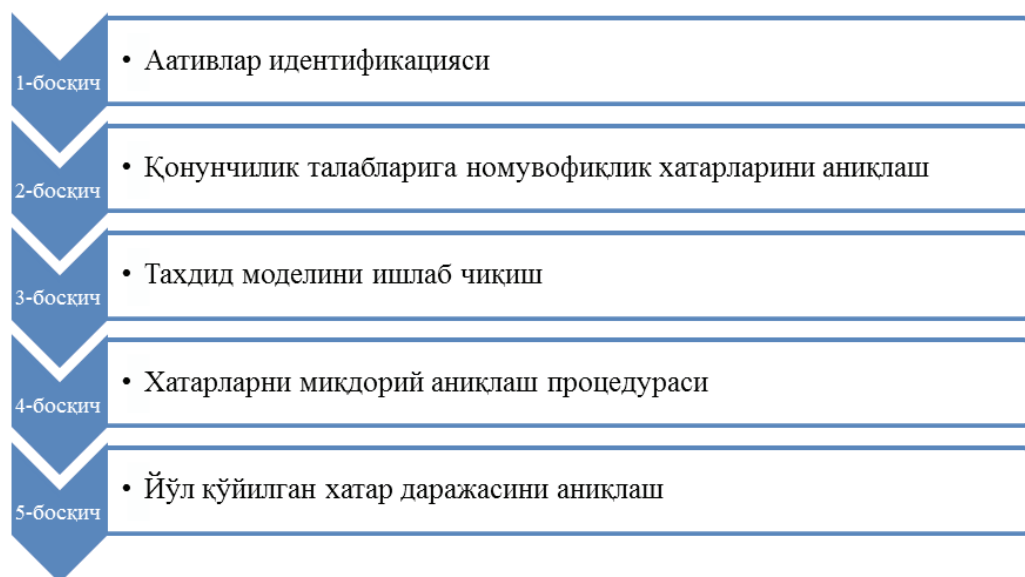 1-босқич
• Аативлар идентификацияси
2-босқич
• Қонунчилик талабларига номувофиқлик хатарларини аниқлаш
3-босқич
• Тахдид моделини ишлаб чиқиш
4-босқич
• Хатарларни миқдорий аниқлаш процедураси
5-босқич
• Йўл қўйилган хатар даражасини аниқлаш